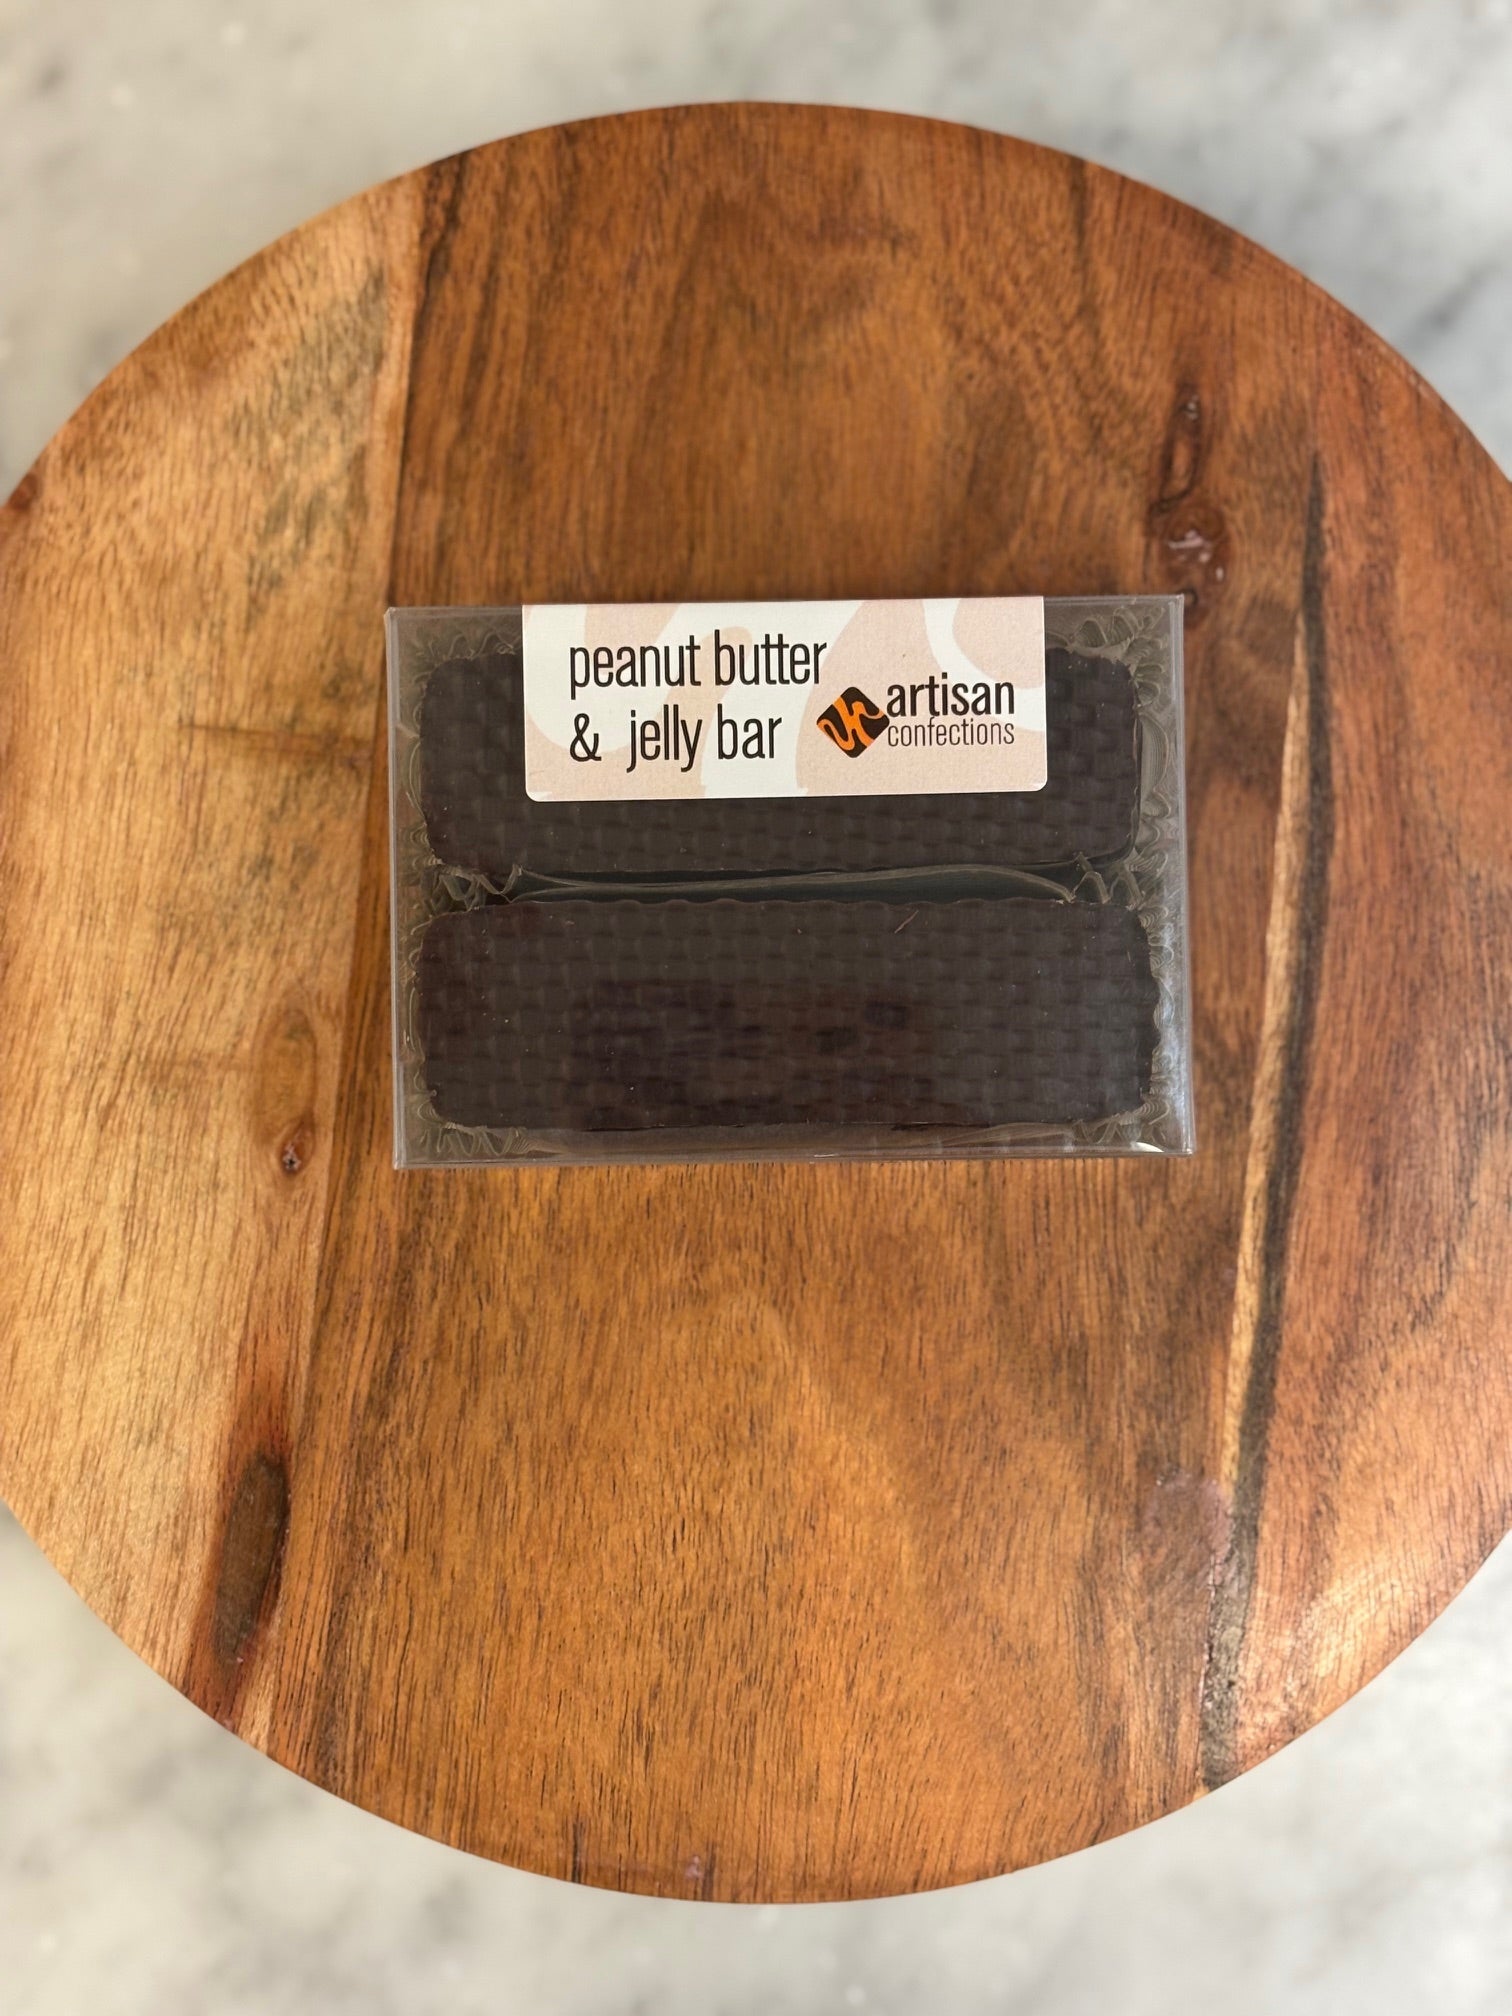 peanut butter
& jelly bar
artisan
confections